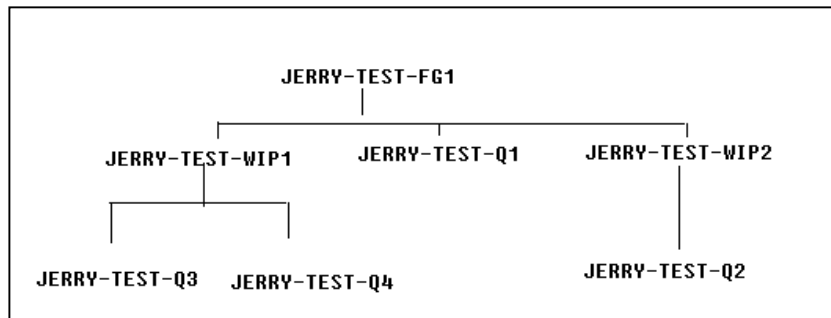 JERRY-TEST-FG1
JERRY-TEST-WIP1
JERRY-TEST-Q1
JERRY-TEST-WIP2
JERRY-TEST-Q3
JERRY-TEST-Q4
JERRY-TEST-Q2